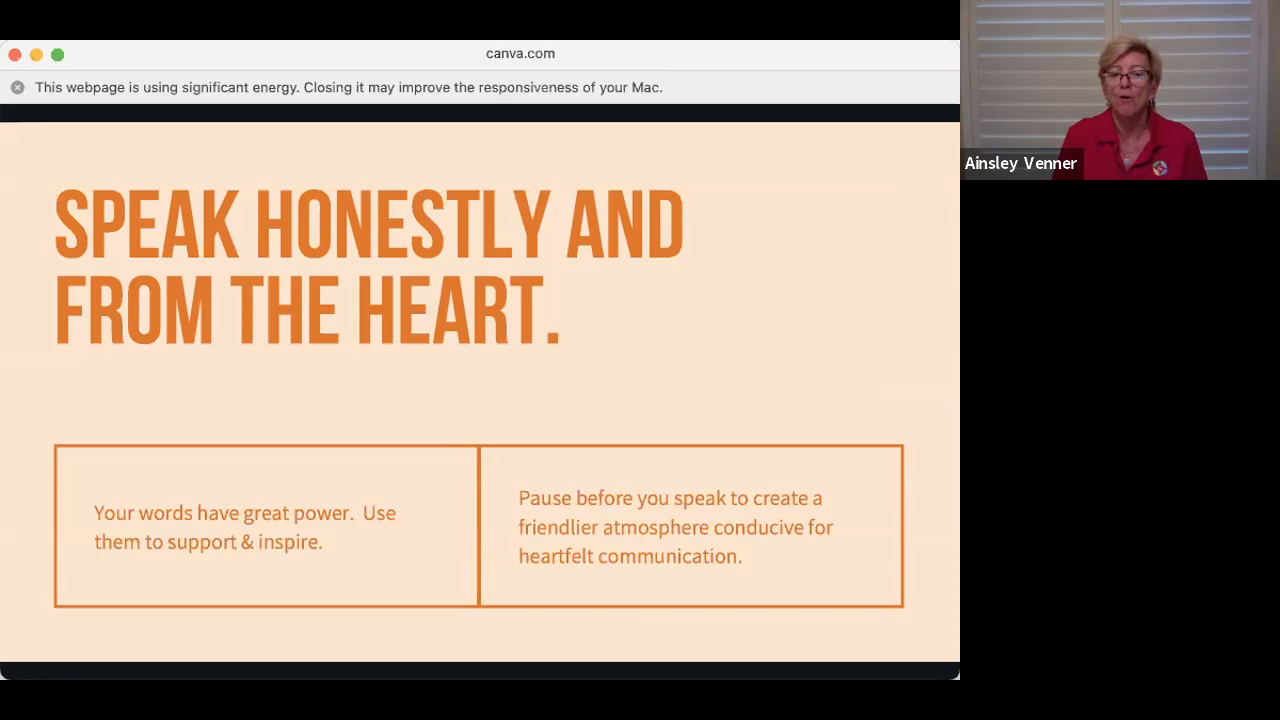 canva.com
This webpage is using significant energy. Closing it may improve the responsiveness of your Mac.
Ainsley Venner
SPEAK HONESTLY AND
FROM THE HEART.
Your words have great power.  Use
them to support & inspire.
Pause before you speak to create a
friendlier atmosphere conducive for
heartfelt communication.